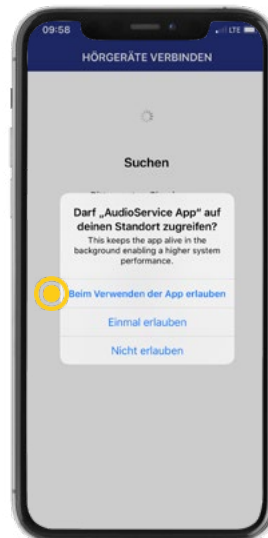 09:58
LTE
HÖRGERÄTE VERBINDEN
Suchen
Darf „AudioService App“ auf
deinen Standort zugreifen?
This keeps the app alive in the
background enabling a higher system
performance.
Beim Verwenden der App erlauben
Einmal erlauben
Nicht erlauben